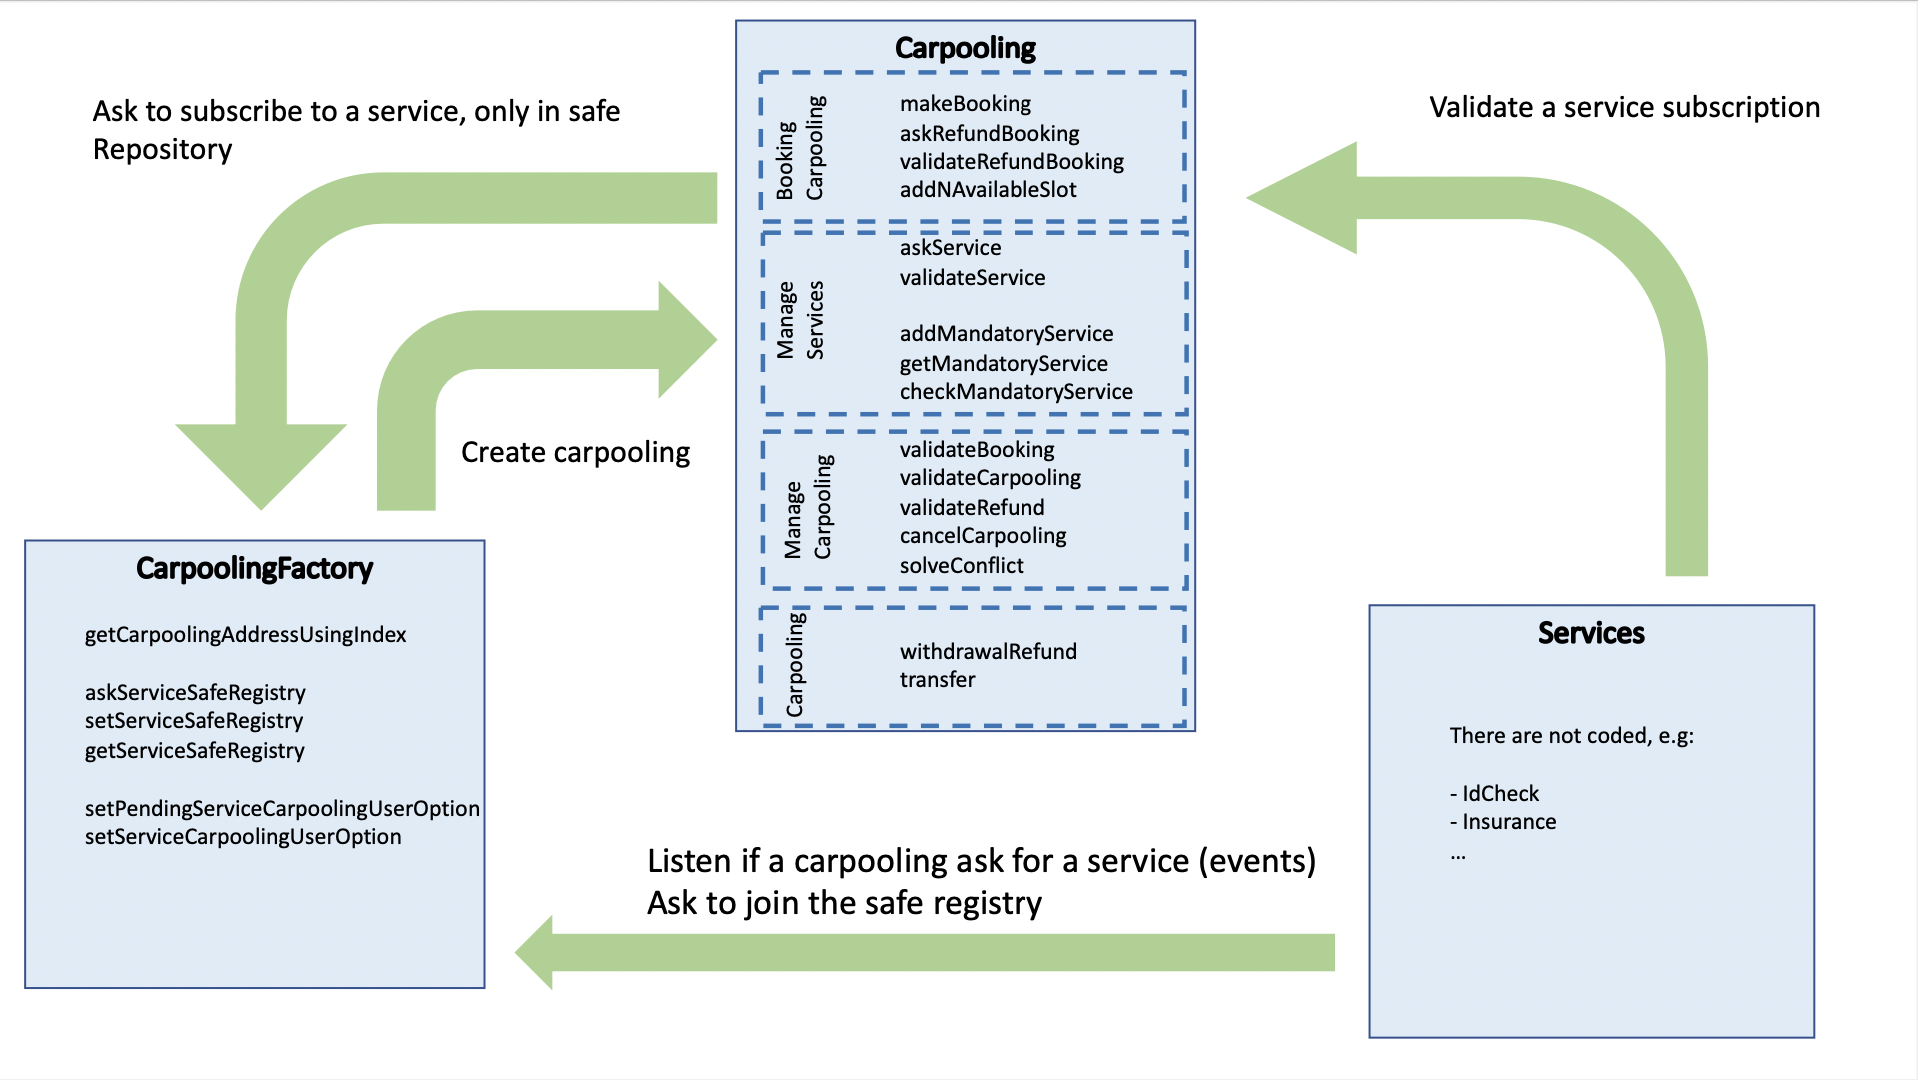 Carpooling
Booking
Carpooling
makeBooking
askRefundBooking
validateRefundBooking
addNAvailableSlot
Manage
Services
askService
validateService
addMandatoryService
getMandatoryService
checkMandatoryService
Manage
Carpooling
validateBooking
validateCarpooling
validateRefund
cancelCarpooling
solveConflict
Carpooling
withdrawalRefund
transfer
Ask to subscribe to a service, only in safe
Repository
Create carpooling
Validate a service subscription
CarpoolingFactory
getCarpoolingAddressUsingIndex
askServiceSafeRegistry
setServiceSafeRegistry
getServiceSafeRegistry
setPendingServiceCarpoolingUserOption
setServiceCarpoolingUserOption
Services
There are not coded, e.g:
- IdCheck
- Insurance
...
Listen if a carpooling ask for a service (events)
Ask to join the safe registry